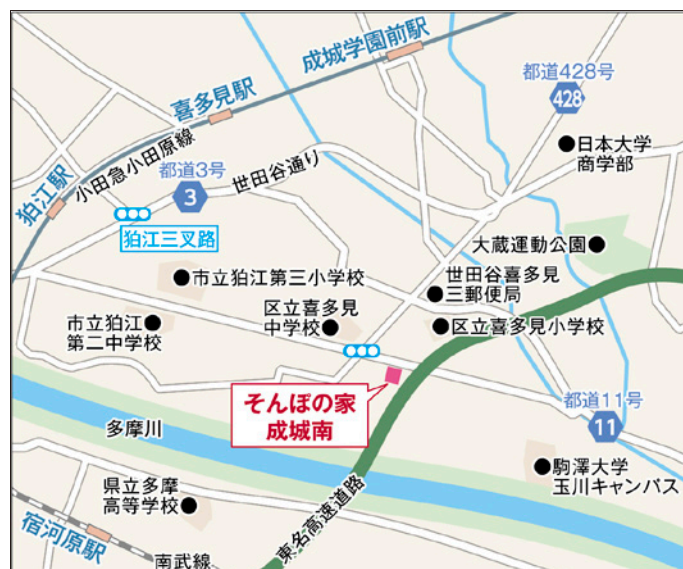 成城学園前駅
喜多見駅
狛江駅
小田急小田原線
都道3号
3
世田谷通り
都道428号
428
日本大学
商学部
狛江三叉路
大蔵運動公園
市立狛江第三小学校
世田谷喜多見
三郵便局
市立狛江
第二中学校
区立喜多見
中学校
区立喜多見小学校
そんぽの家
成城南
都道11号
11
多摩川
駒澤大学
玉川キャンパス
県立多摩
高等学校
東名高速道路
宿河原駅
南武線